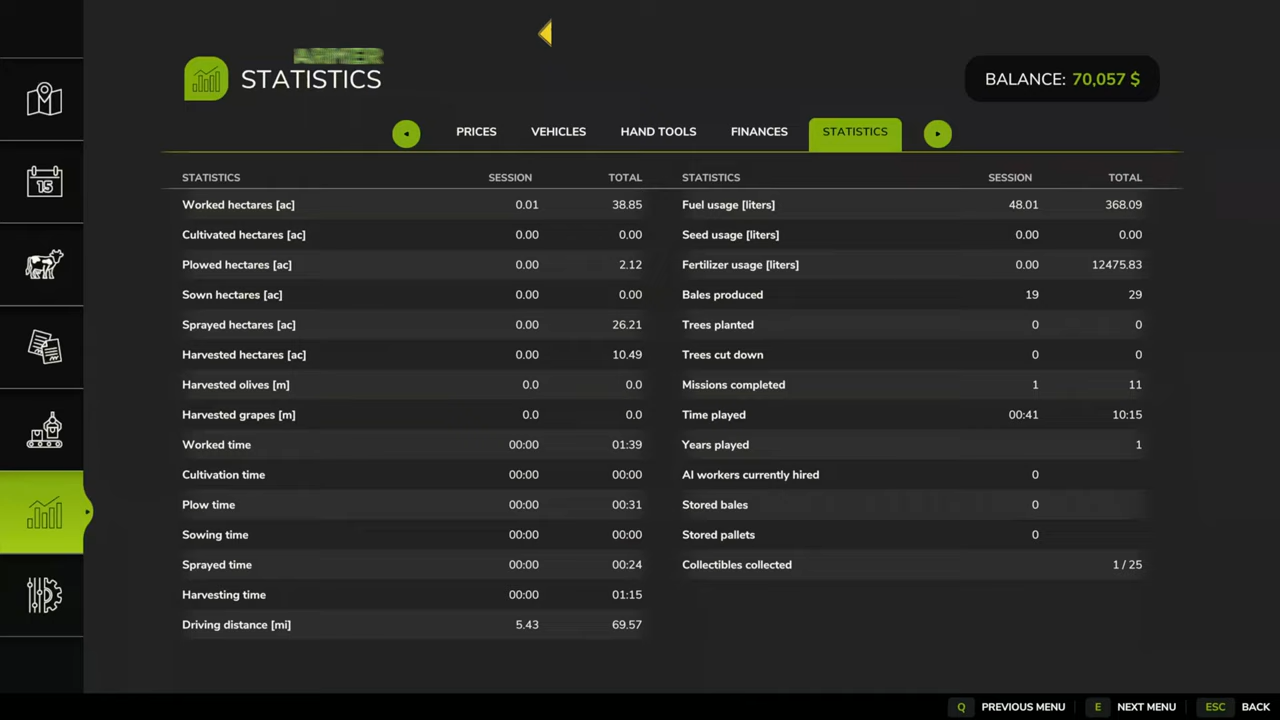 STATISTICS
BALANCE: 70,057 $
PRICES VEHICLES HAND TOOLS FINANCES STATISTICS
STATISTICS SESSION TOTAL
Worked hectares [ac] 0.01 38.85
Cultivated hectares [ac] 0.00 0.00
Plowed hectares [ac] 0.00 2.12
Sown hectares [ac] 0.00 0.00
Sprayed hectares [ac] 0.00 26.21
Harvested hectares [ac] 0.00 10.49
Harvested olives [m] 0.0 0.0
Harvested grapes [m] 0.0 0.0
Worked time 00:00 01:39
Cultivation time 00:00 00:00
Plow time 00:00 00:31
Sowing time 00:00 00:00
Sprayed time 00:00 00:24
Harvesting time 00:00 01:15
Driving distance [mi] 5.43 69.57
STATISTICS SESSION TOTAL
Fuel usage [liters] 48.01 368.09
Seed usage [liters] 0.00 0.00
Fertilizer usage [liters] 0.00 12475.83
Bales produced 19 29
Trees planted 0 0
Trees cut down 0 0
Missions completed 1 11
Time played 00:41 10:15
Years played 1
AI workers currently hired 0
Stored bales 0
Stored pallets 0
Collectibles collected 1 / 25
15
Q PREVIOUS MENU E NEXT MENU ESC BACK